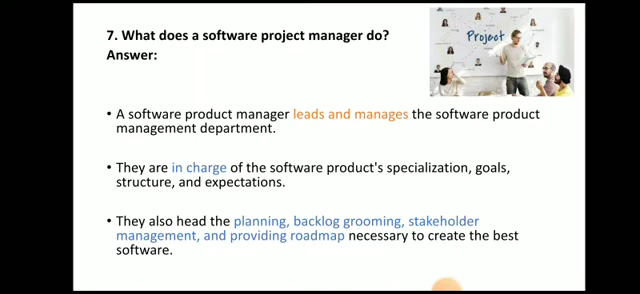 7. What does a software project manager do?
Answer:
Project
• A software product manager leads and manages the software product
management department.
• They are in charge of the software product's specialization, goals,
structure, and expectations.
• They also head the planning, backlog grooming, stakeholder
management, and providing roadmap necessary to create the best
software.